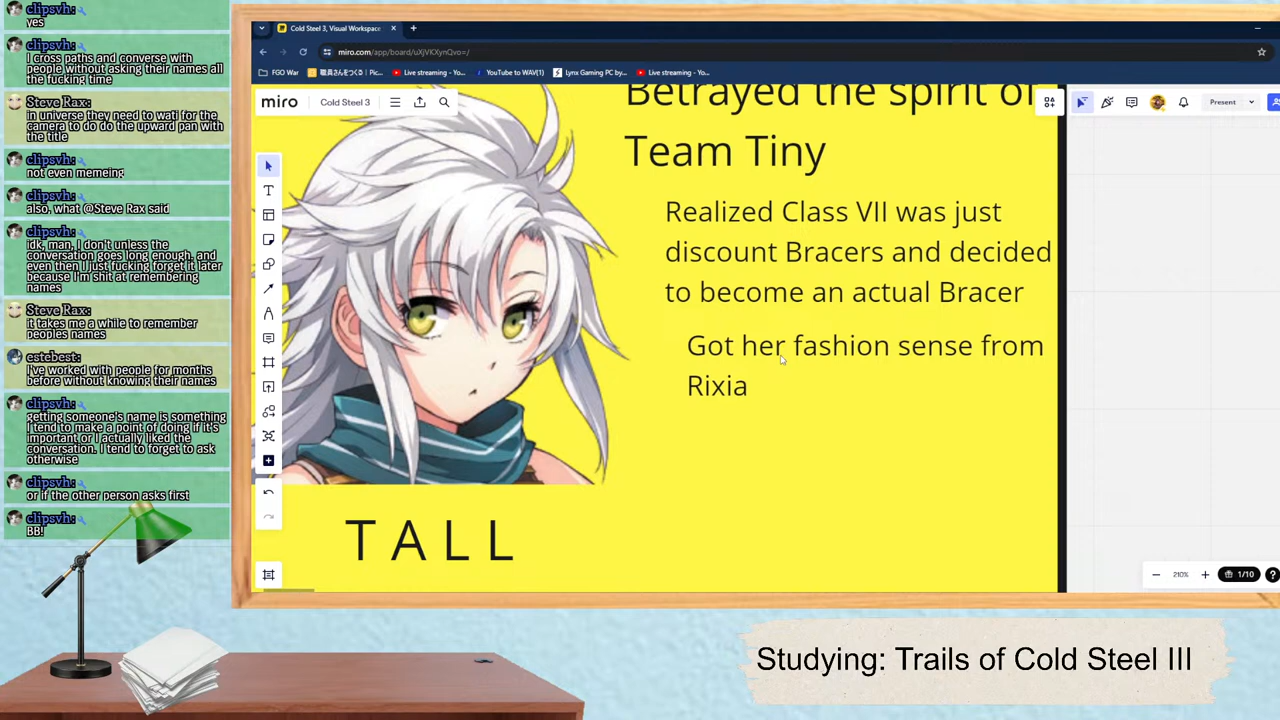 clipsvh:
yes
clipsvh:
I cross paths and converse with
people without asking their names all
the fucking time
Steve Rax:
in universe they need to wati for the
camera to do do the upward pan with
the title
clipsvh:
not even memeing
clipsvh:
also, what @Steve Rax said
clipsvh:
idk, man, I don't unless the
conversation goes long enough, and
even then I just fucking forget it later
because I'm shit at remembering
names
Steve Rax:
it takes me a while to remember
peoples names
estebest:
I've worked with people for months
before without knowing their names
clipsvh:
getting someone's name is something
I tend to make a point of doing if it's
important or I actually liked the
conversation. I tend to forget to ask
otherwise
clipsvh:
or if the other person asks first
clipsvh:
BB!
Cold Steel 3, Visual Workspace
miro.com/app/board/uXjVKXynQvo=/
FGO War
職員さんをつくる | Pic...
Live streaming - Yo...
YouTube to WAV(1)
Lynx Gaming PC by...
Live streaming - Yo...
miro
Cold Steel 3
Present
Betrayed the spirit of
Team Tiny
Realized Class VII was just
discount Bracers and decided
to become an actual Bracer
Got her fashion sense from
Rixia
T A L L
210%
1/10
Studying: Trails of Cold Steel III